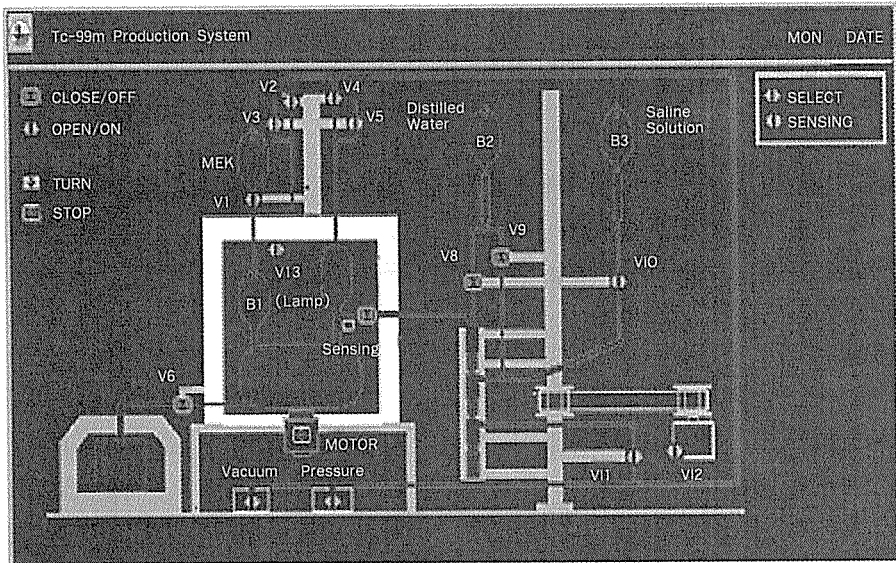 Tc-99m Production System
MON DATE
CLOSE/OFF
OPEN/ON
TURN
STOP
SELECT
SENSING
V2
V4
V3
V5
MEK
V1
Distilled
Water
Saline
Solution
B2
B3
V9
V8
V10
V13
B1 (Lamp)
Sensing
V6
MOTOR
Vacuum
Pressure
V11
V12